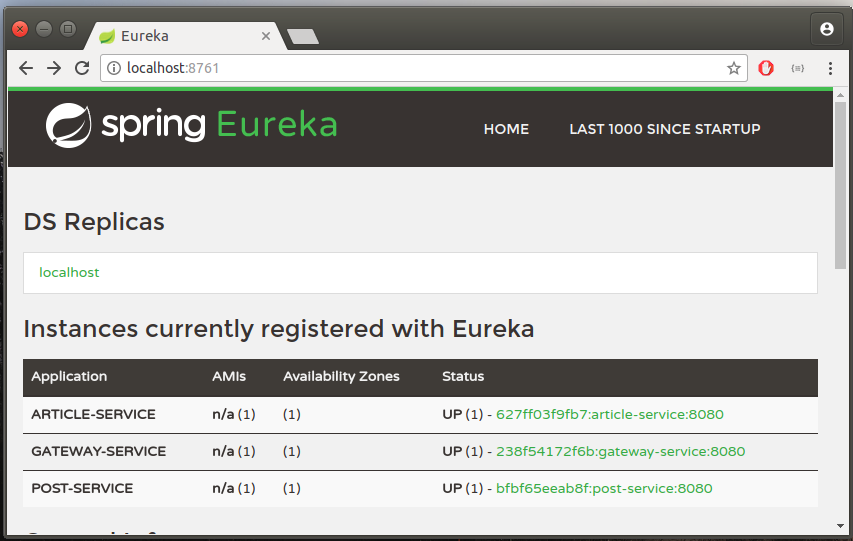 Eureka
localhost:8761
spring Eureka
HOME LAST 1000 SINCE STARTUP
DS Replicas
localhost
Instances currently registered with Eureka
Application AMIs Availability Zones Status
ARTICLE-SERVICE n/a (1) (1) UP (1) - 627ff03f9fb7:article-service:8080
GATEWAY-SERVICE n/a (1) (1) UP (1) - 238f54172f6b:gateway-service:8080
POST-SERVICE n/a (1) (1) UP (1) - bfbf65eeab8f:post-service:8080